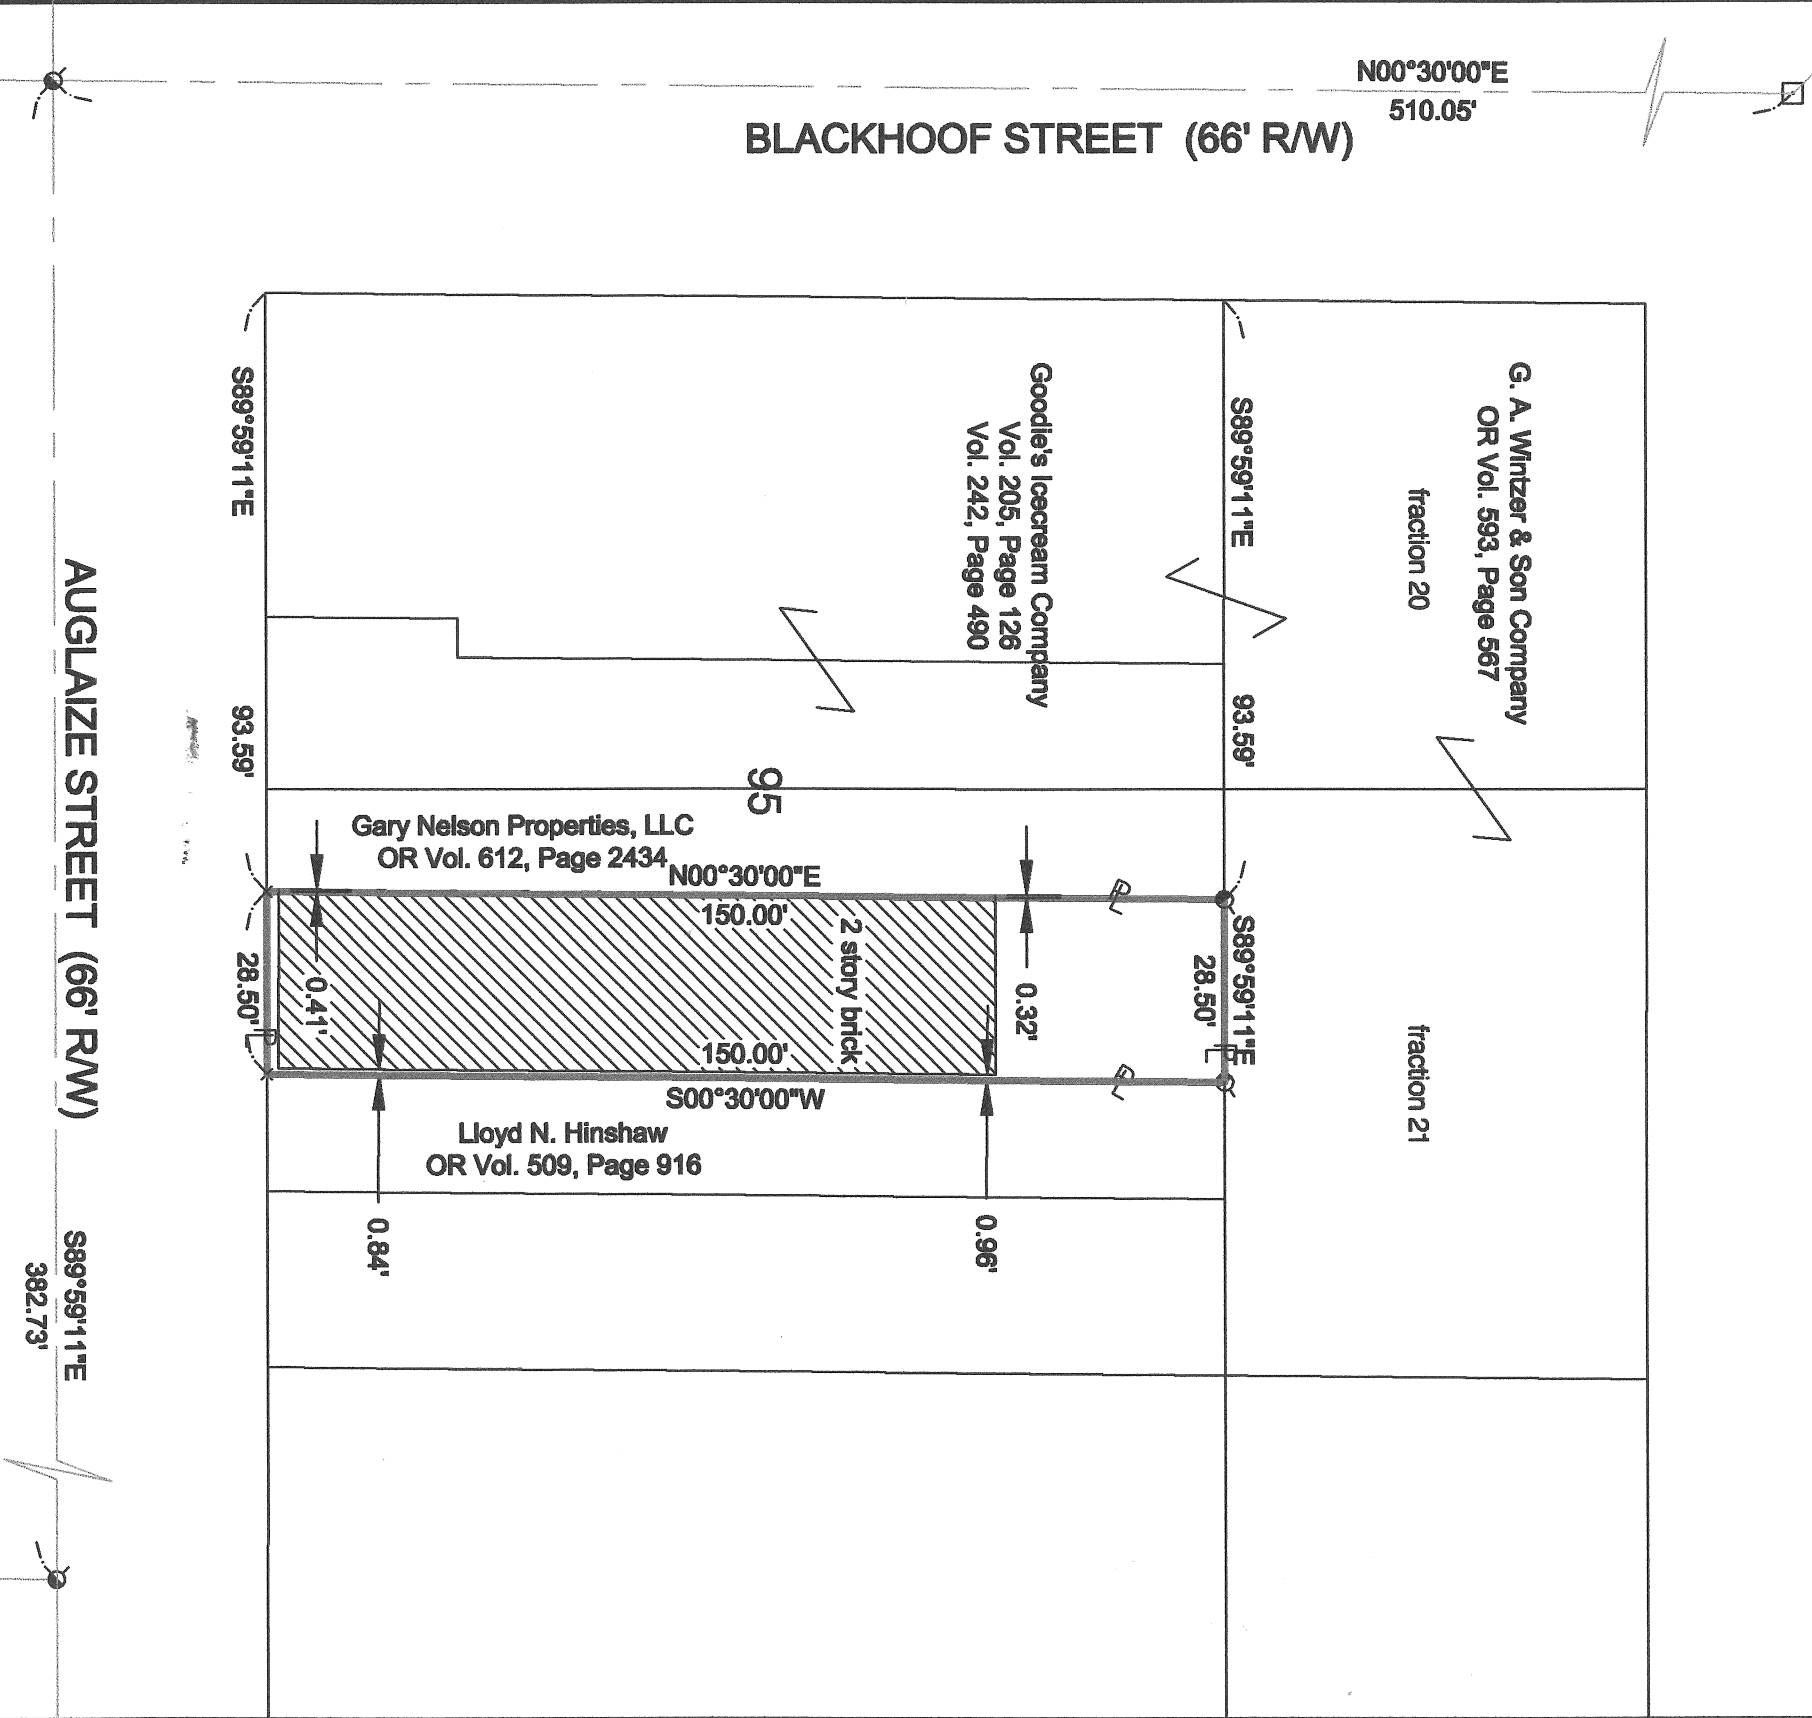 N00°30'00"E
510.05'
BLACKHOOF STREET (66' R/W)
G. A. Wintzer & Son Company
OR Vol. 593, Page 567
fraction 20
S89°59'11"E
93.59'
Goodie's Icecream Company
Vol. 205, Page 126
Vol. 242, Page 490
S89°59'11"E
93.59'
95
Gary Nelson Properties, LLC
OR Vol. 612, Page 2434
N00°30'00"E
150.00'
2 story brick
150.00'
S00°30'00"W
0.41'
0.32'
28.50'
S89°59'11"E
28.50'
PL
PL
PL
PL
fraction 21
Lloyd N. Hinshaw
OR Vol. 509, Page 916
0.84'
0.96'
AUGLAIZE STREET (66' R/W)
S89°59'11"E
382.73'